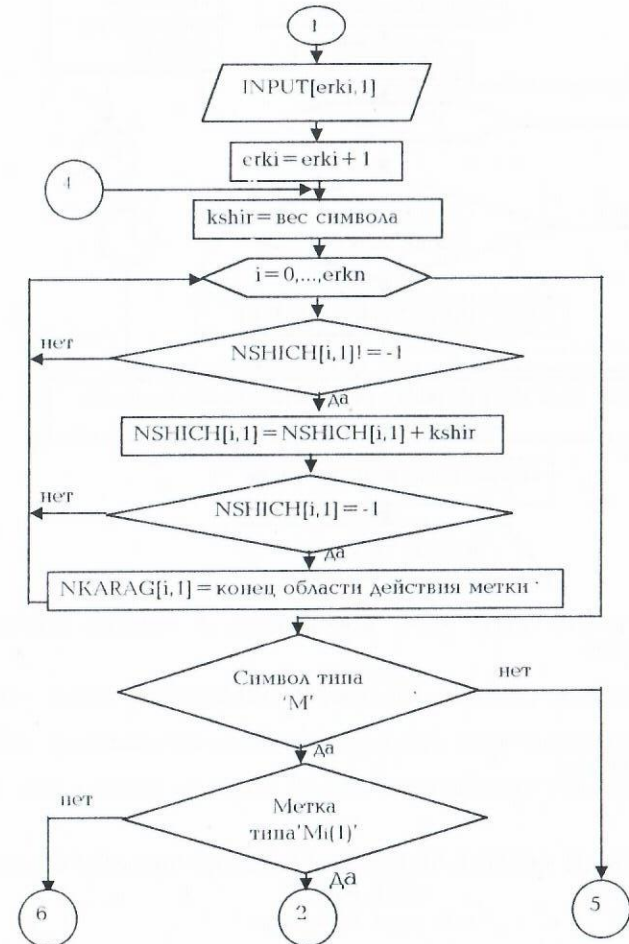 1
INPUT[erki,1]
erki=erki+1
4
kshir=вес символа
i=0,...,erkn
нет
NSHICH[i,1]!=-1
да
NSHICH[i,1]=NSHICH[i,1]+kshir
нет
NSHICH[i,1]=-1
да
NKARAG[i,1]=конец области действия метки
Символ типа
'М'
нет
да
нет
Метка
типа'Mi(1)'
да
6
2
5